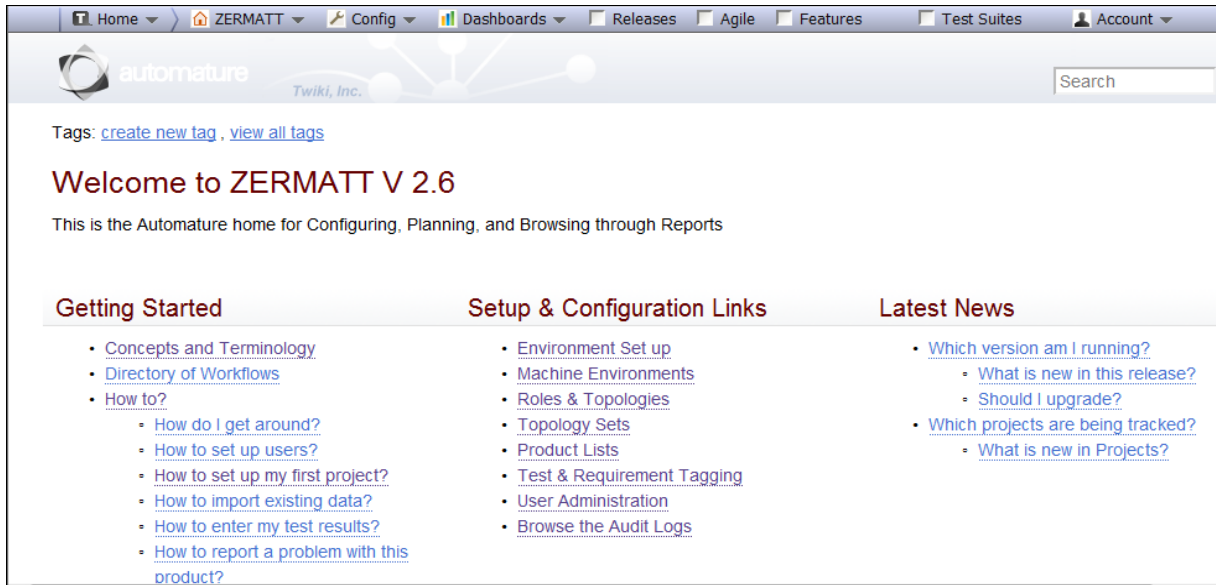 Home ZERMATT Config Dashboards Releases Agile Features Test Suites Account
automature
Twiki, Inc.
Search
Tags: create new tag , view all tags
Welcome to ZERMATT V 2.6
This is the Automature home for Configuring, Planning, and Browsing through Reports
Getting Started
• Concepts and Terminology
• Directory of Workflows
• How to?
▫ How do I get around?
▫ How to set up users?
▫ How to set up my first project?
▫ How to import existing data?
▫ How to enter my test results?
▫ How to report a problem with this
product?
Setup & Configuration Links
• Environment Set up
• Machine Environments
• Roles & Topologies
• Topology Sets
• Product Lists
• Test & Requirement Tagging
• User Administration
• Browse the Audit Logs
Latest News
• Which version am I running?
▫ What is new in this release?
▫ Should I upgrade?
• Which projects are being tracked?
▫ What is new in Projects?